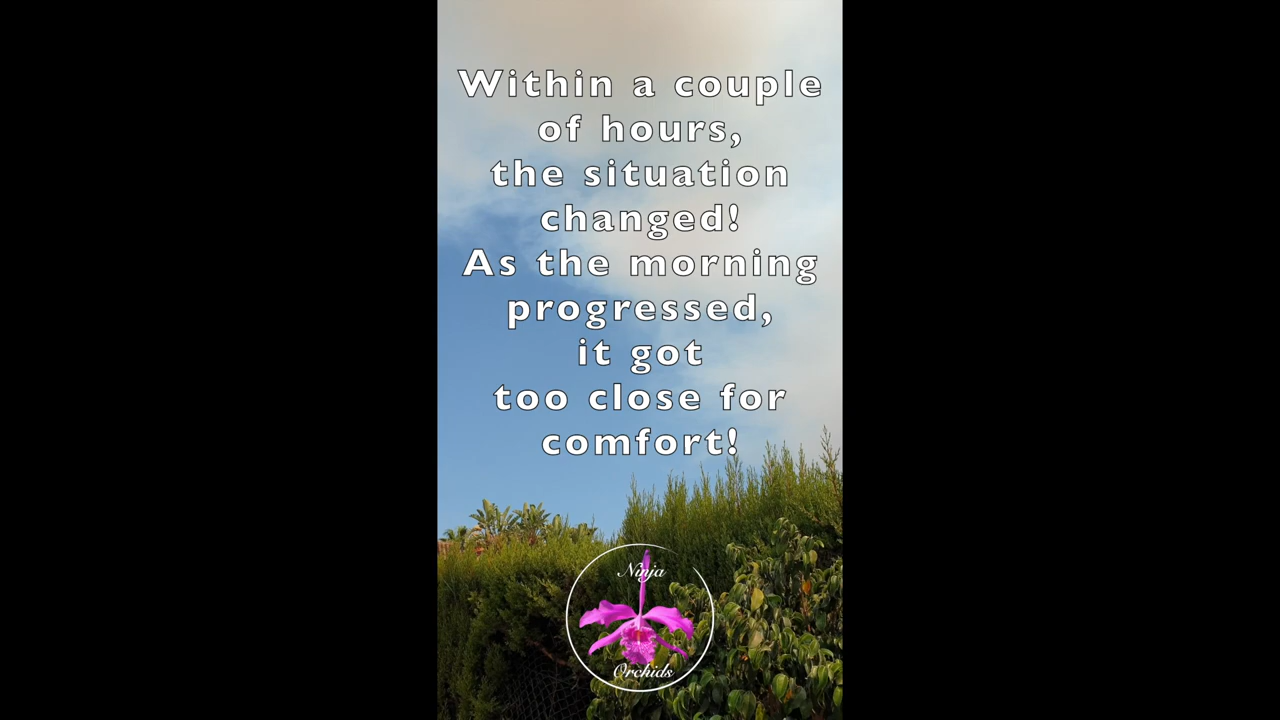 Within a couple
of hours,
the situation
changed!
As the morning
progressed,
it got
too close for
comfort!
Ninja
Orchids